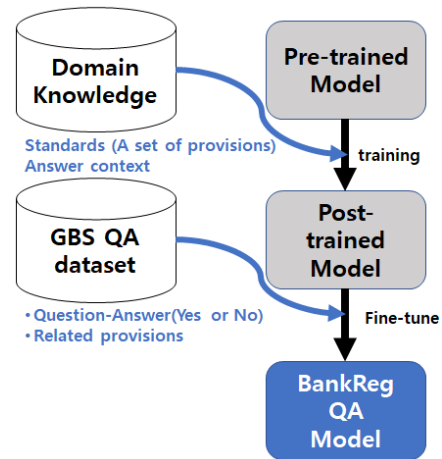 Domain
Knowledge
Pre-trained
Model
Standards (A set of provisions)
Answer context
training
GBS QA
dataset
Post-
trained
Model
•Question-Answer(Yes or No)
•Related provisions
Fine-tune
BankReg
QA
Model